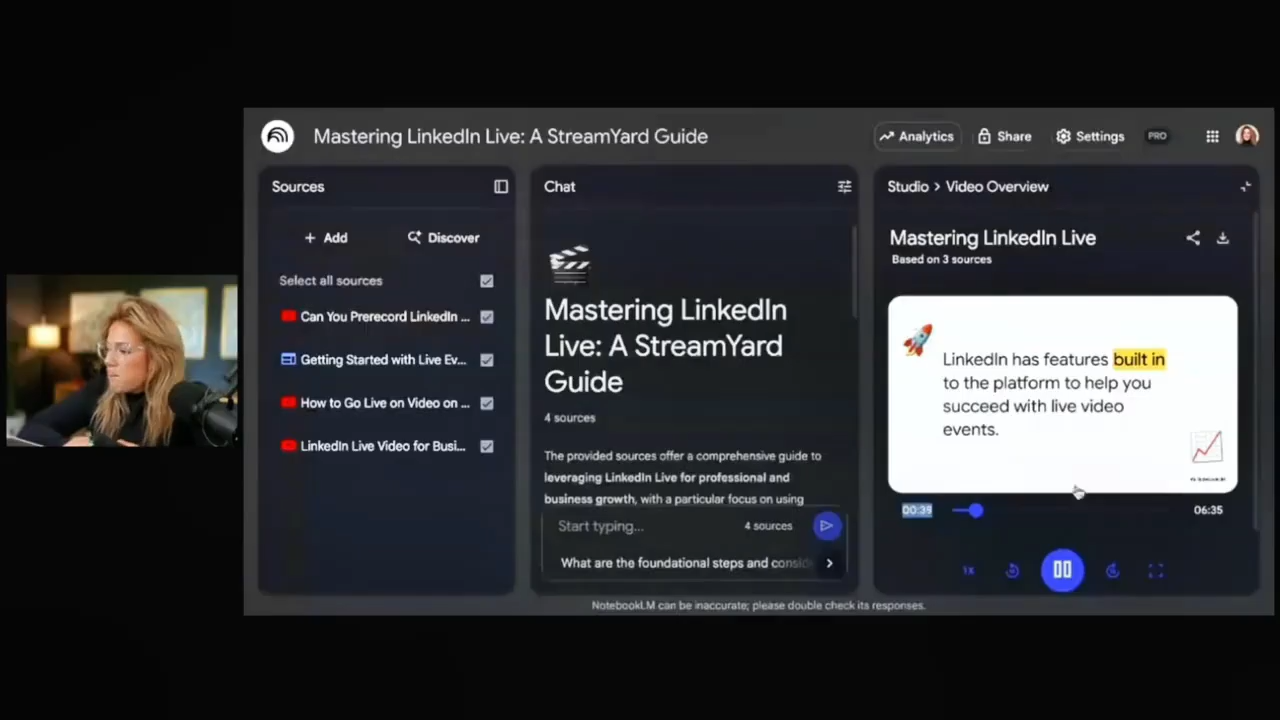 Mastering LinkedIn Live: A StreamYard Guide
Analytics
Share
Settings
PRO
Sources
Add
Discover
Select all sources
Can You Prerecord LinkedIn ...
Getting Started with Live Ev...
How to Go Live on Video on ...
LinkedIn Live Video for Busi...
Chat
Mastering LinkedIn
Live: A StreamYard
Guide
4 sources
The provided sources offer a comprehensive guide to
leveraging LinkedIn Live for professional and
business growth, with a particular focus on using
Start typing...
4 sources
What are the foundational steps and consid
Studio > Video Overview
Mastering LinkedIn Live
Based on 3 sources
LinkedIn has features built in
to the platform to help you
succeed with live video
events.
00:39
06:35
1X
NotebookLM can be inaccurate; please double check its responses.